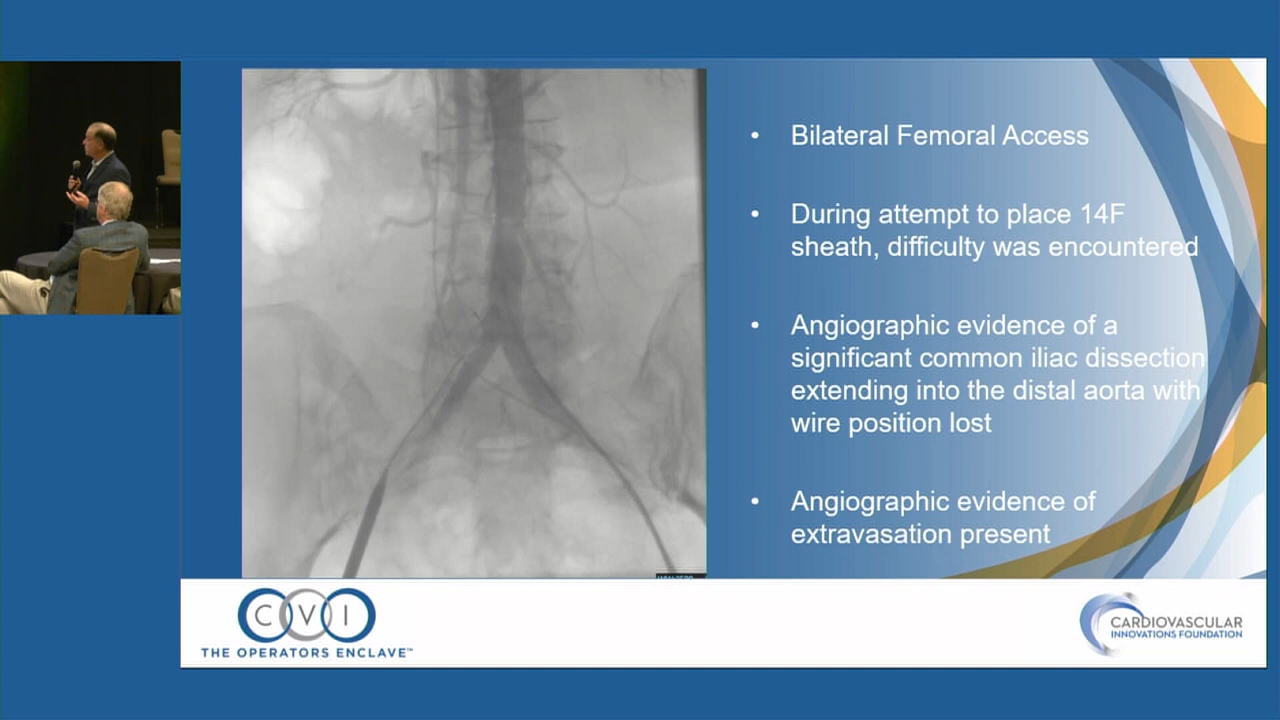 • Bilateral Femoral Access
• During attempt to place 14F
sheath, difficulty was encountered
• Angiographic evidence of a
significant common iliac dissection
extending into the distal aorta with
wire position lost
• Angiographic evidence of
extravasation present
CVI
THE OPERATORS ENCLAVE™
CARDIOVASCULAR
INNOVATIONS FOUNDATION